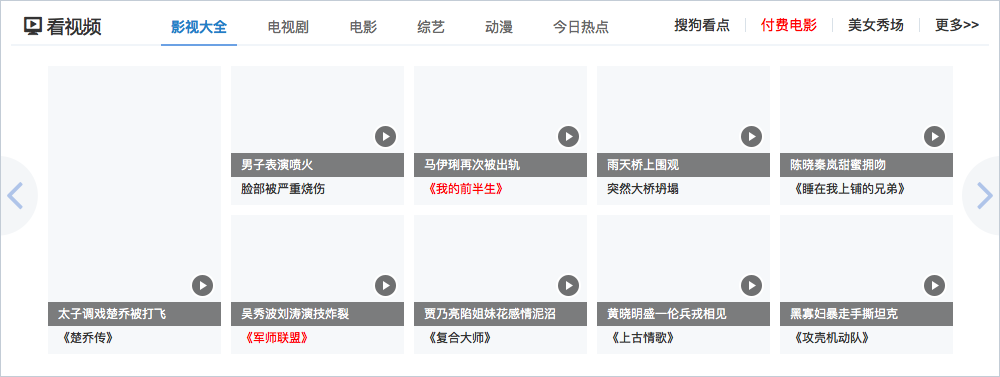 看视频
影视大全
电视剧
电影
综艺
动漫
今日热点
搜狗看点
付费电影
美女秀场
更多>>
男子表演喷火
脸部被严重烧伤
马伊琍再次被出轨
《我的前半生》
雨天桥上围观
突然大桥坍塌
陈晓秦岚甜蜜拥吻
《睡在我上铺的兄弟》
太子调戏楚乔被打飞
《楚乔传》
吴秀波刘涛演技炸裂
《军师联盟》
贾乃亮陷姐妹花感情泥沼
《复合大师》
黄晓明盛一伦兵戎相见
《上古情歌》
黑寡妇暴走手撕坦克
《攻壳机动队》